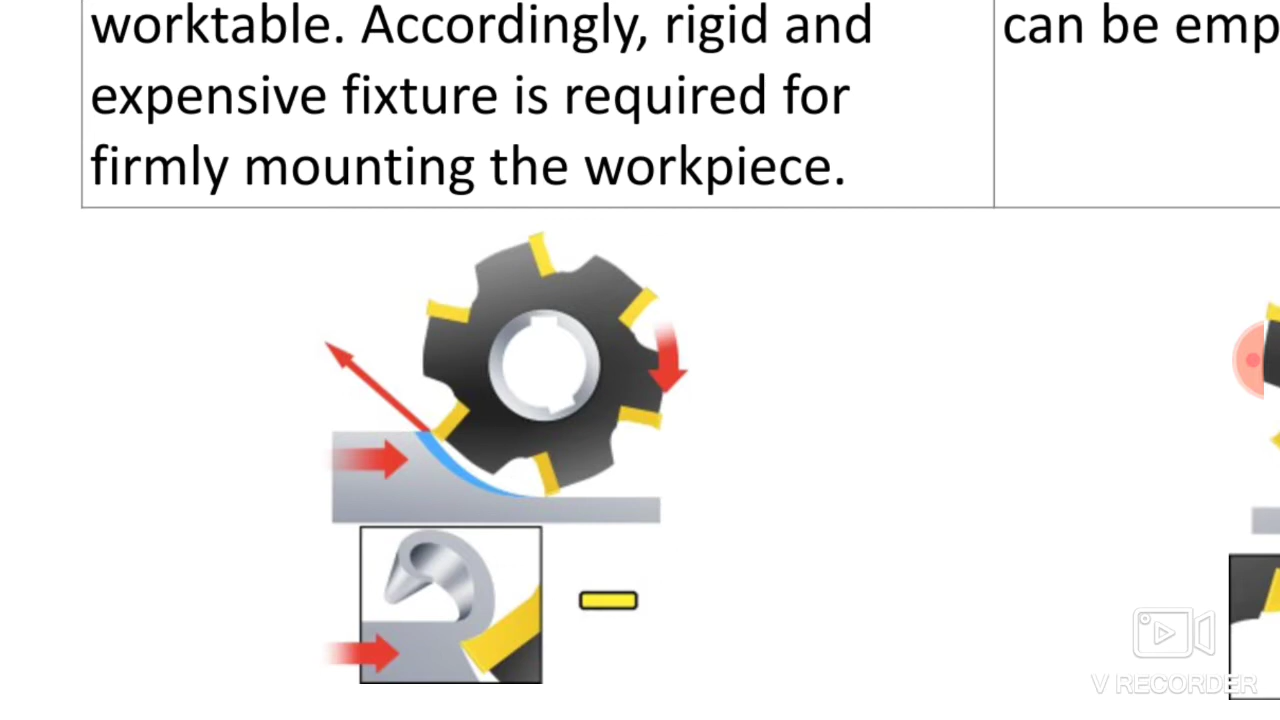 worktable. Accordingly, rigid and
can be emp
expensive fixture is required for
firmly mounting the workpiece.
V RECORDER